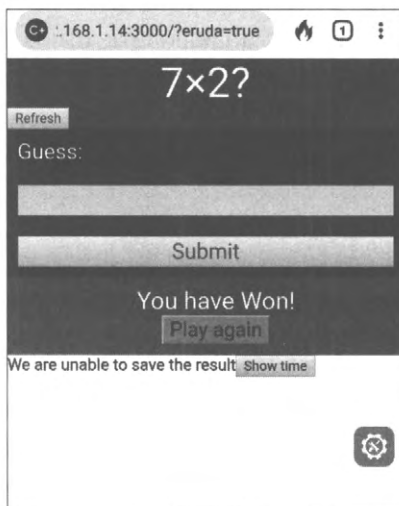 C+ :.168.1.14:3000/?eruda=true 1
7×2?
Refresh
Guess:
Submit
You have Won!
Play again
We are unable to save the result Show time